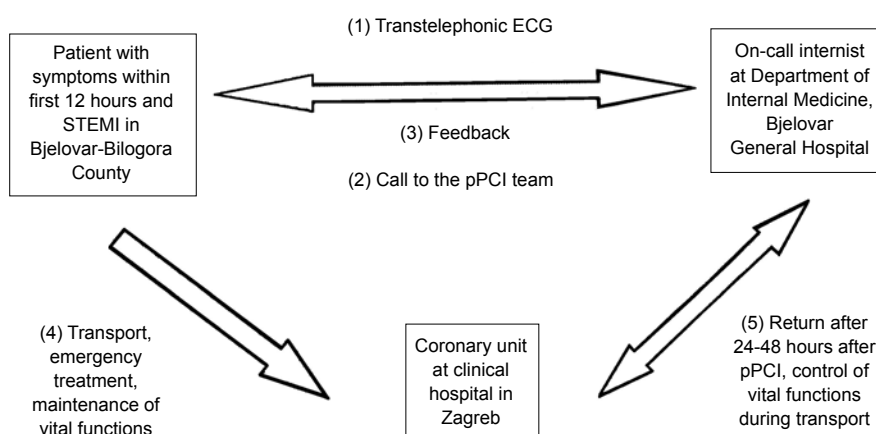 (1) Transtelephonic ECG
Patient with
symptoms within
first 12 hours and
STEMI in
Bjelovar-Bilogora
County
On-call internist
at Department of
Internal Medicine,
Bjelovar
General Hospital
(3) Feedback
(2) Call to the pPCI team
(4) Transport,
emergency
treatment,
maintenance of
vital functions
Coronary unit
at clinical
hospital in
Zagreb
(5) Return after
24-48 hours after
pPCI, control of
vital functions
during transport